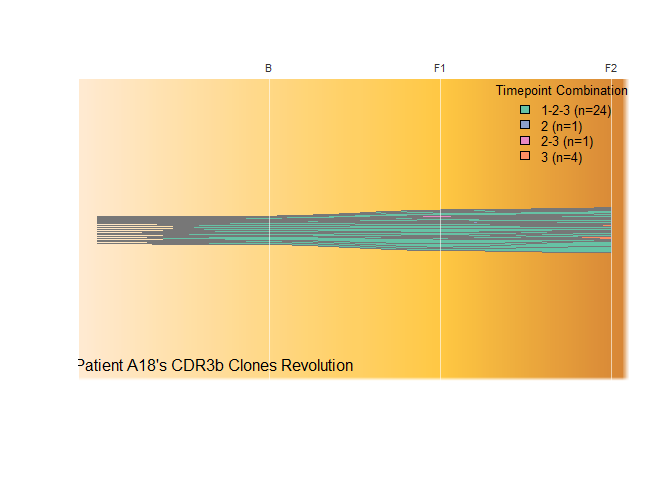 B F1 F2
Timepoint Combination
1-2-3 (n=24)
2 (n=1)
2-3 (n=1)
3 (n=4)
Patient A18's CDR3b Clones Revolution